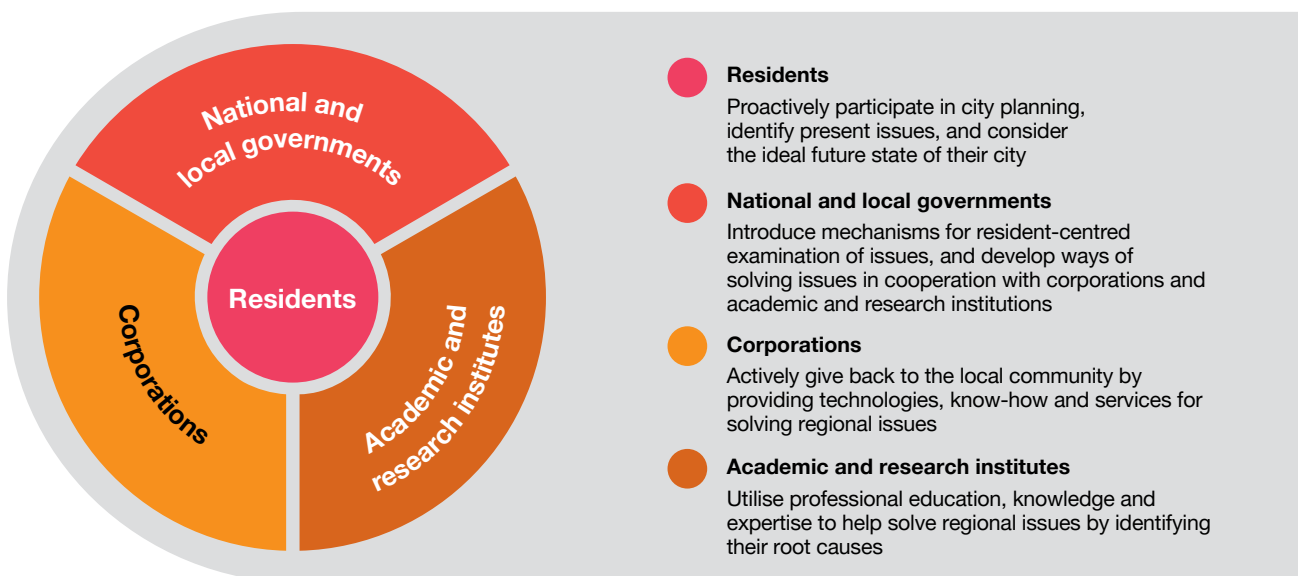 National and
local governments
Residents
Corporations
Academic and
research institutes
Residents
Proactively participate in city planning,
identify present issues, and consider
the ideal future state of their city
National and local governments
Introduce mechanisms for resident-centred
examination of issues, and develop ways of
solving issues in cooperation with corporations and
academic and research institutions
Corporations
Actively give back to the local community by
providing technologies, know-how and services for
solving regional issues
Academic and research institutes
Utilise professional education, knowledge and
expertise to help solve regional issues by identifying
their root causes